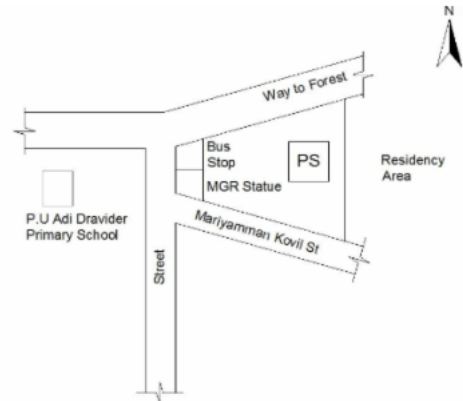 N
Way to Forest
Bus
Stop
PS
MGR Statue
Residency
Area
P.U Adi Dravider
Primary School
Mariyamman Kovil St
Street